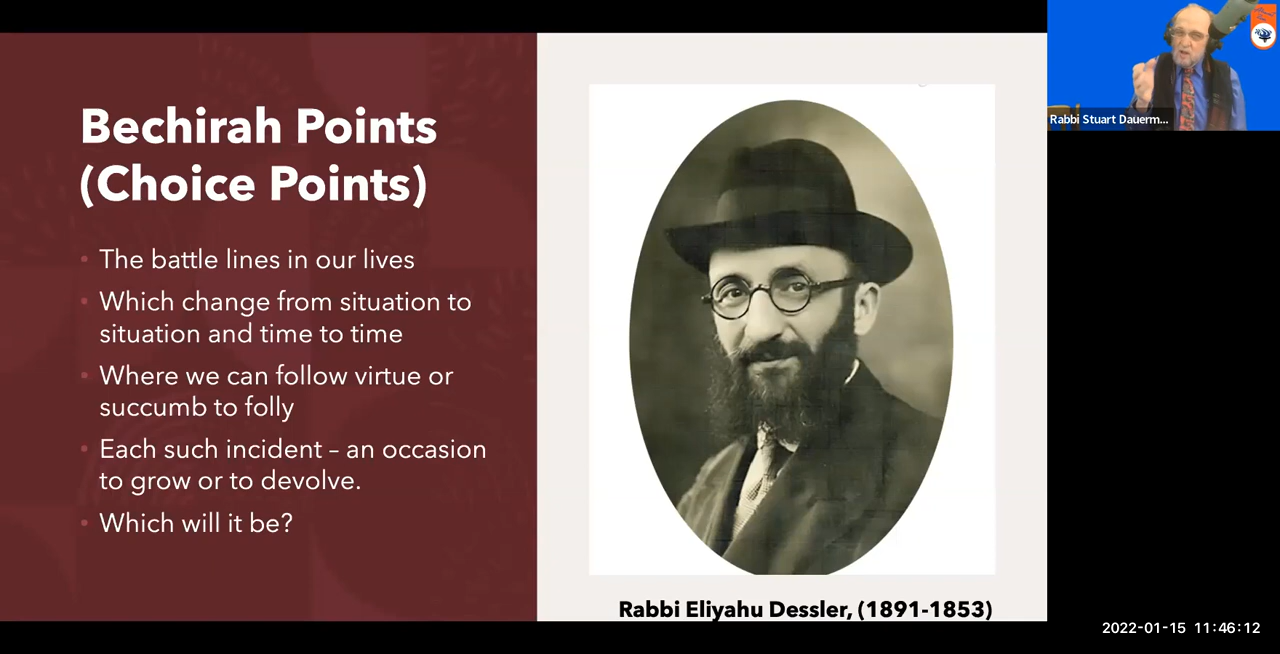 Bechirah Points
(Choice Points)
• The battle lines in our lives
• Which change from situation to
situation and time to time
• Where we can follow virtue or
succumb to folly
• Each such incident – an occasion
to grow or to devolve.
• Which will it be?
Rabbi Eliyahu Dessler, (1891-1853)
Rabbi Stuart Dauerm...
2022-01-15 11:46:12